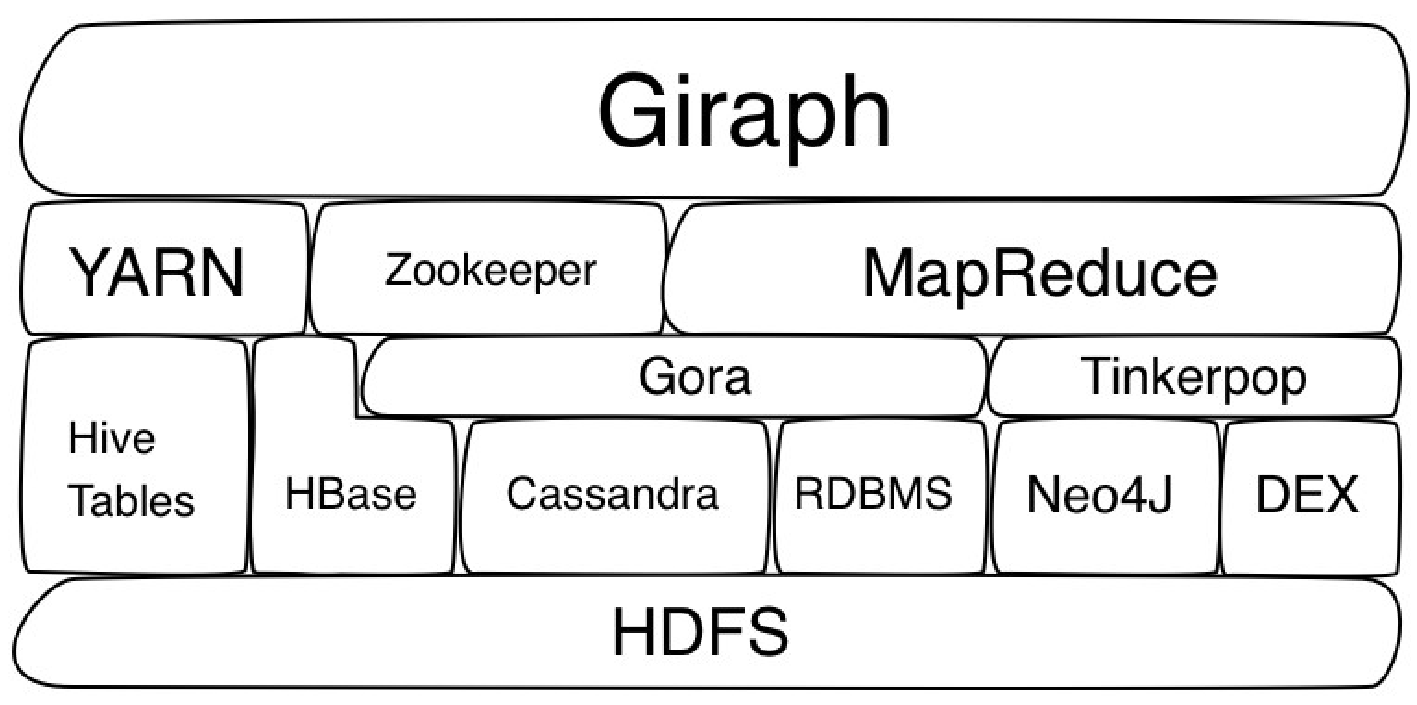 Giraph
YARN
Zookeeper
MapReduce
Gora
Tinkerpop
Hive
Tables
HBase
Cassandra
RDBMS
Neo4J
DEX
HDFS